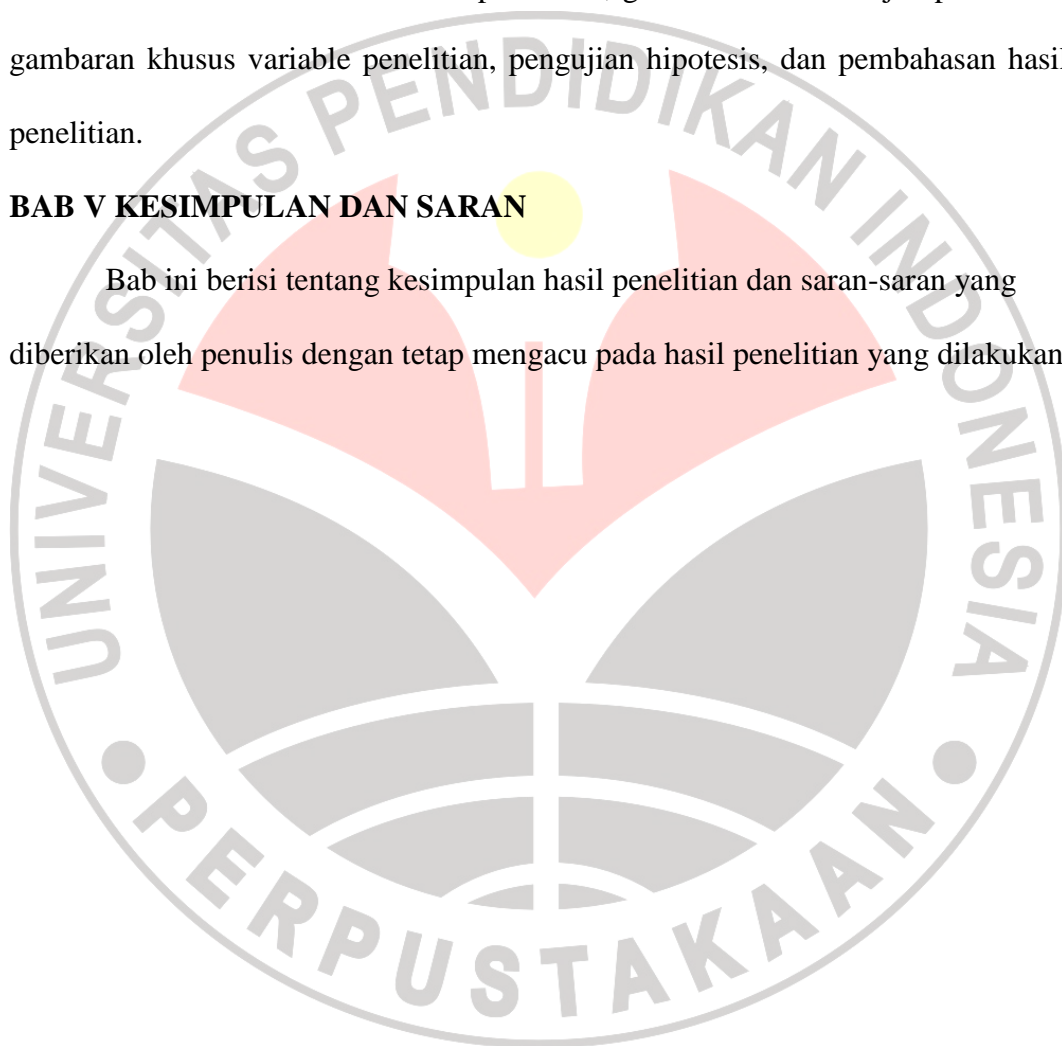 gambaran khusus variable penelitian, pengujian hipotesis, dan pembahasan hasil
penelitian.
BAB V KESIMPULAN DAN SARAN
Bab ini berisi tentang kesimpulan hasil penelitian dan saran-saran yang
diberikan oleh penulis dengan tetap mengacu pada hasil penelitian yang dilakukan
UNIVERSITAS PENDIDIKAN INDONESIA
PERPUSTAKAAN